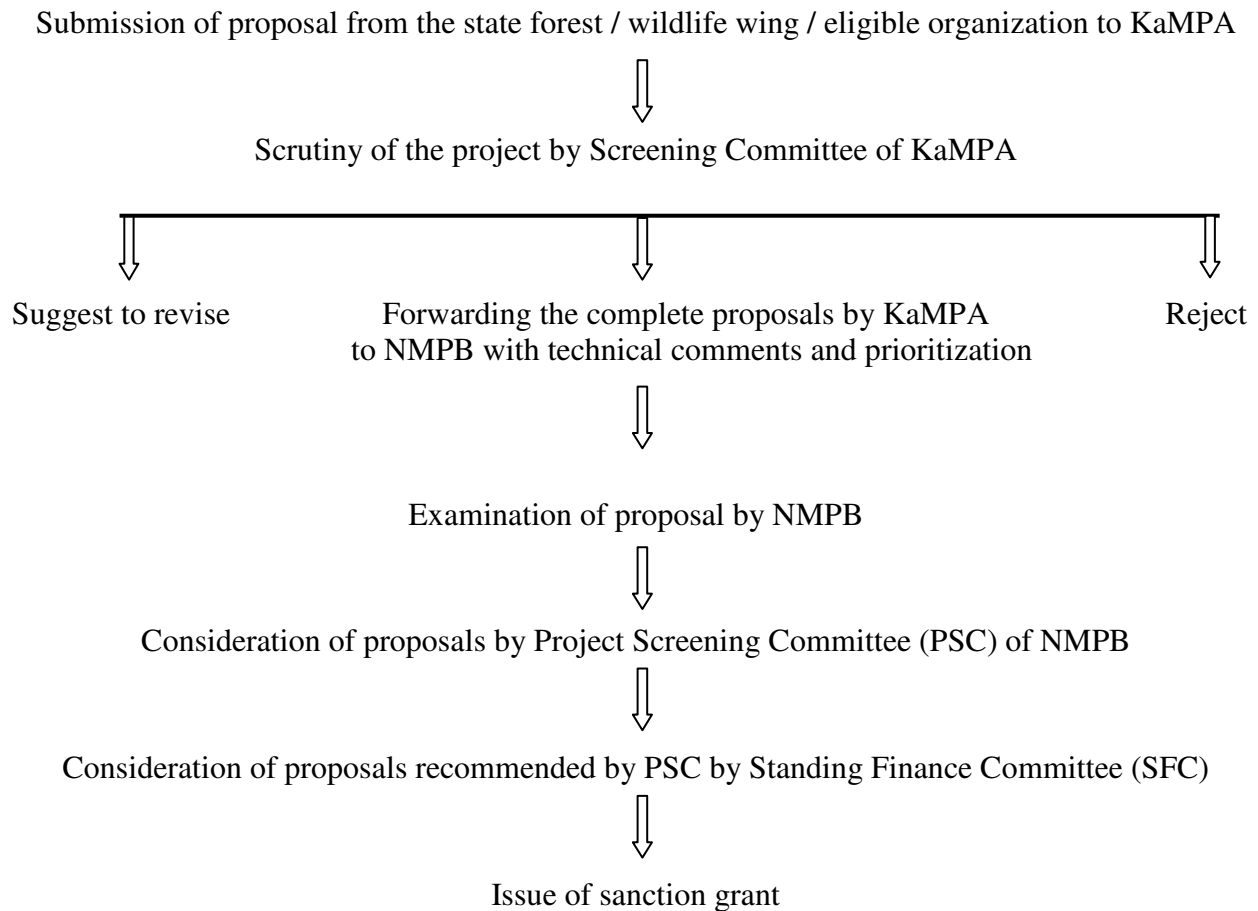 Submission of proposal from the state forest / wildlife wing / eligible organization to KaMPA
Scrutiny of the project by Screening Committee of KaMPA
Suggest to revise
Forwarding the complete proposals by KaMPA
to NMPB with technical comments and prioritization
Reject
Examination of proposal by NMPB
Consideration of proposals by Project Screening Committee (PSC) of NMPB
Consideration of proposals recommended by PSC by Standing Finance Committee (SFC)
Issue of sanction grant